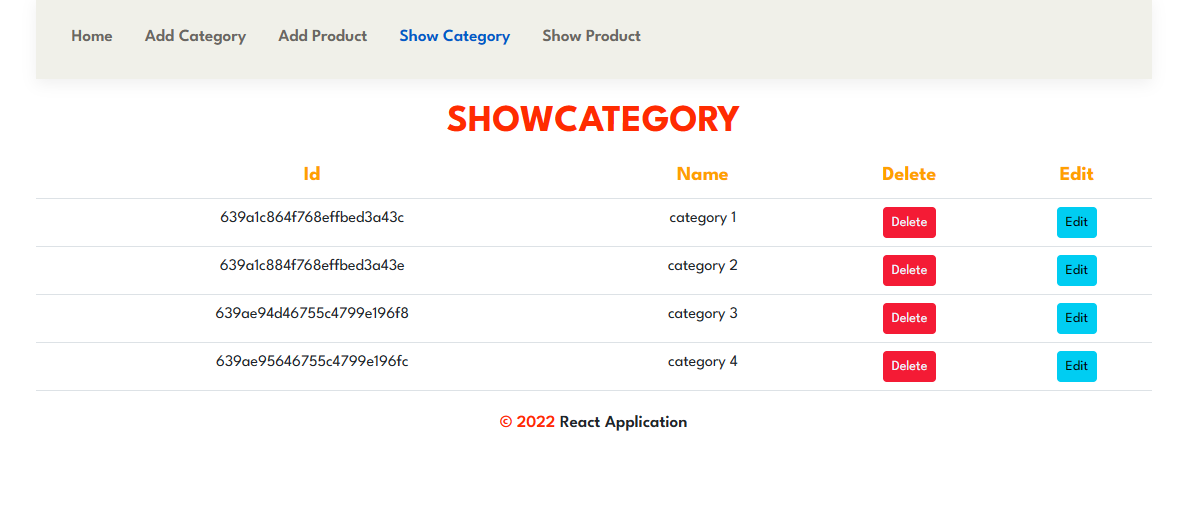 Home Add Category Add Product Show Category Show Product
SHOWCATEGORY
Id Name Delete Edit
639a1c864f768effbed3a43c category 1 Delete Edit
639a1c884f768effbed3a43e category 2 Delete Edit
639ae94d46755c4799e196f8 category 3 Delete Edit
639ae95646755c4799e196fc category 4 Delete Edit
© 2022 React Application